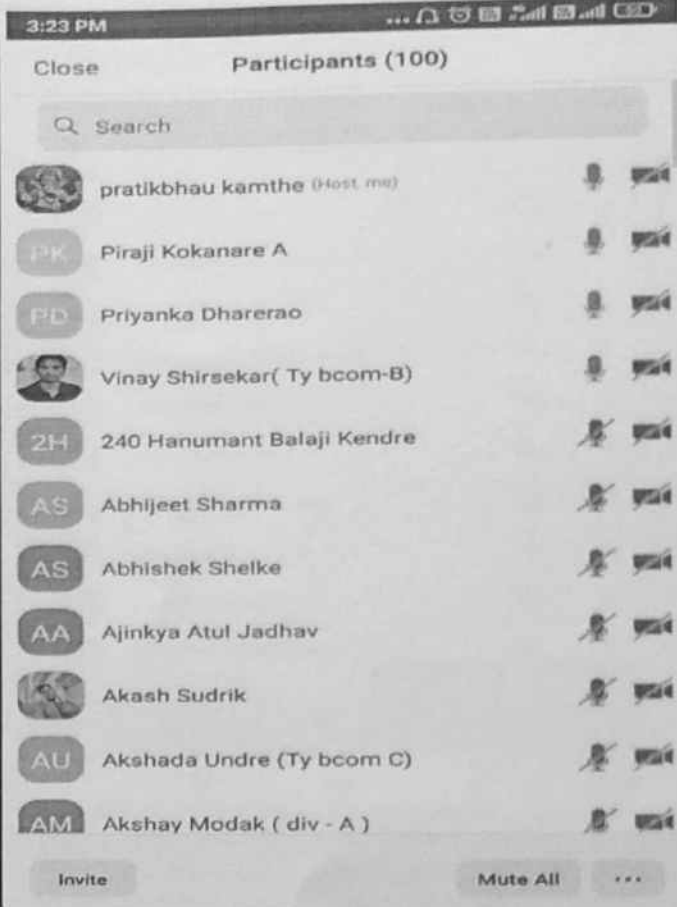 3:23 PM
Close Participants (100)
Search
pratikbhau kamthe (Host, me)
PK Piraji Kokanare A
PD Priyanka Dharerao
Vinay Shirsekar( Ty bcom-B)
2H 240 Hanumant Balaji Kendre
AS Abhijeet Sharma
AS Abhishek Shelke
AA Ajinkya Atul Jadhav
Akash Sudrik
AU Akshada Undre (Ty bcom C)
AM Akshay Modak ( div - A )
Invite Mute All ...